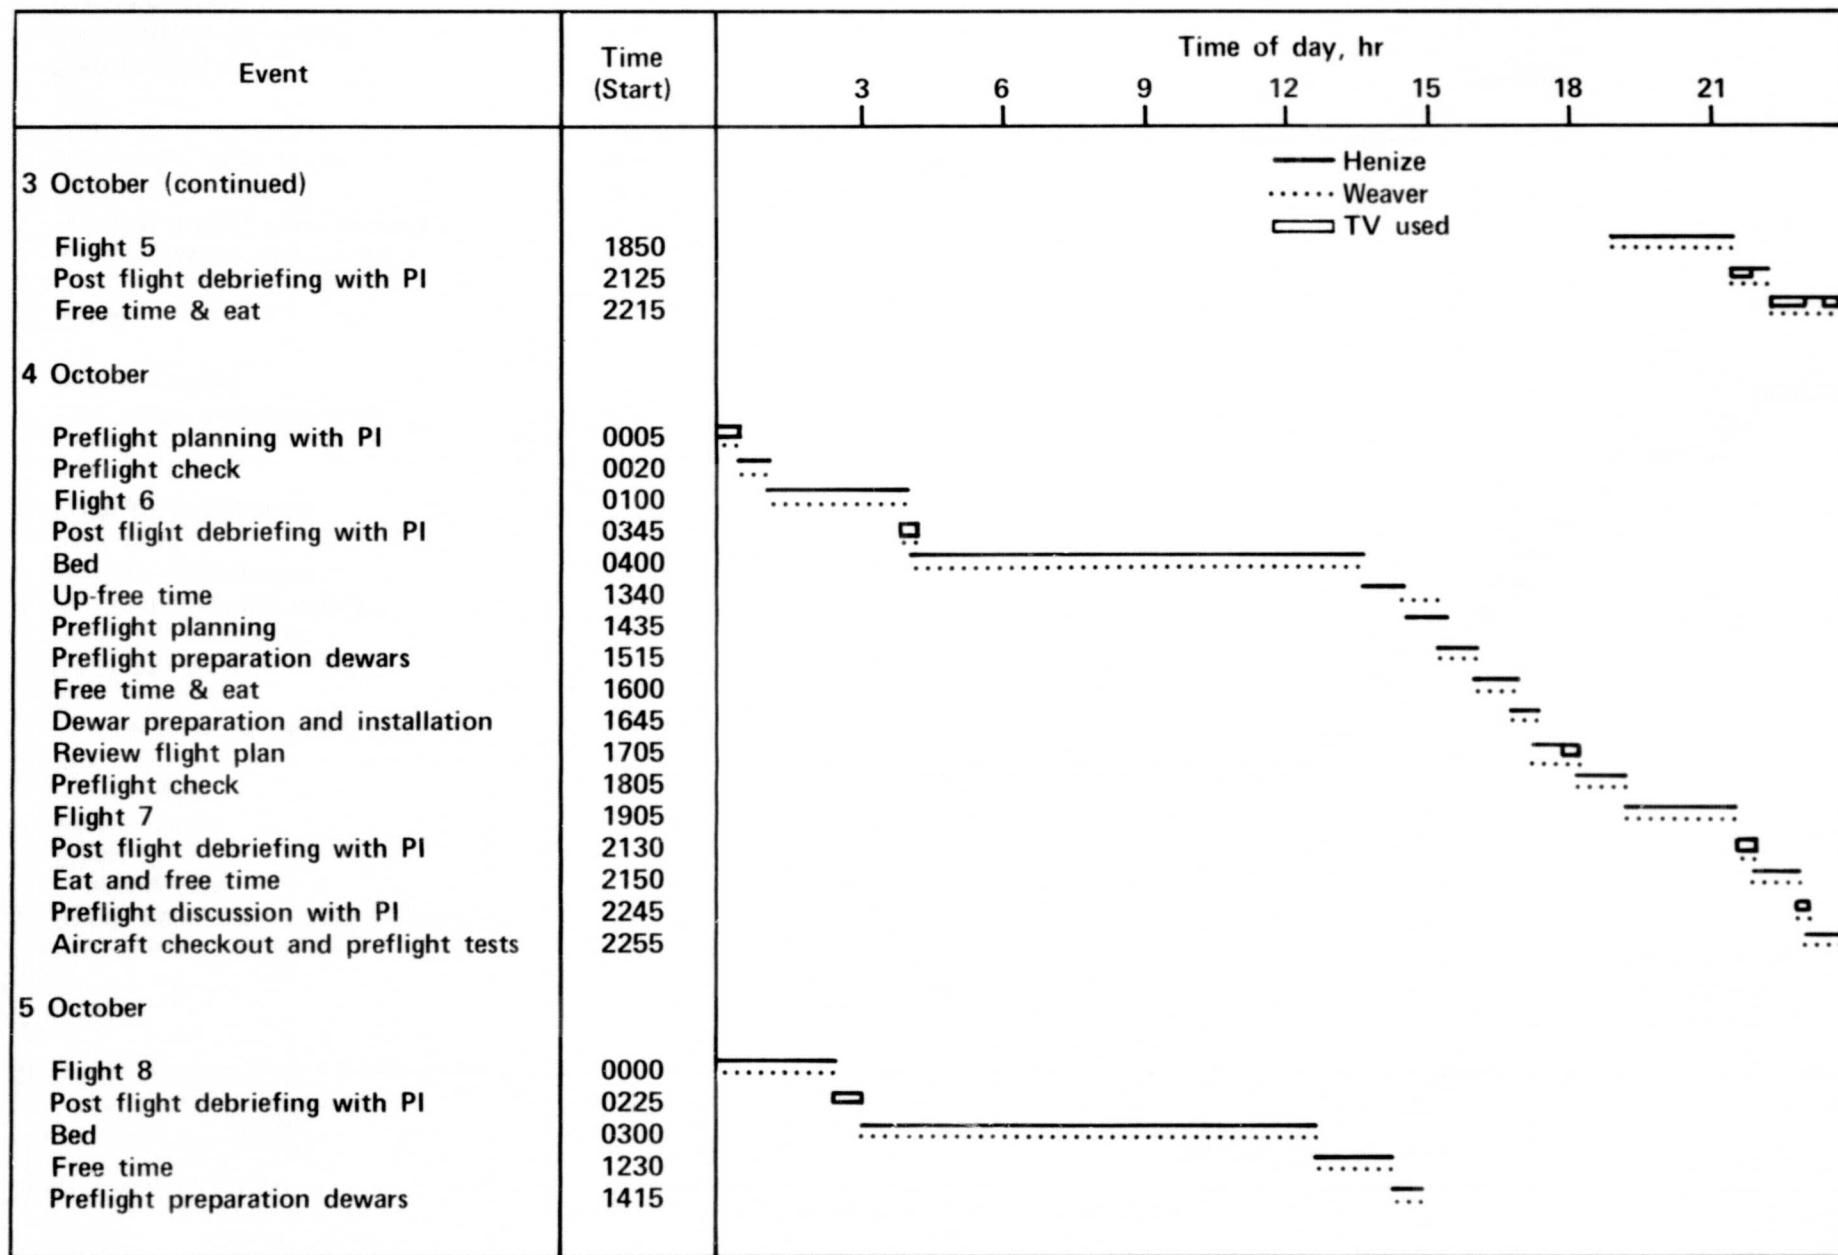 Event
Time
(Start)
Time of day, hr
3 6 9 12 15 18 21
Henize
Weaver
TV used
3 October (continued)
Flight 5 1850
Post flight debriefing with PI 2125
Free time & eat 2215
4 October
Preflight planning with PI 0005
Preflight check 0020
Flight 6 0100
Post flight debriefing with PI 0345
Bed 0400
Up-free time 1340
Preflight planning 1435
Preflight preparation dewars 1515
Free time & eat 1600
Dewar preparation and installation 1645
Review flight plan 1705
Preflight check 1805
Flight 7 1905
Post flight debriefing with PI 2130
Eat and free time 2150
Preflight discussion with PI 2245
Aircraft checkout and preflight tests 2255
5 October
Flight 8 0000
Post flight debriefing with PI 0225
Bed 0300
Free time 1230
Preflight preparation dewars 1415